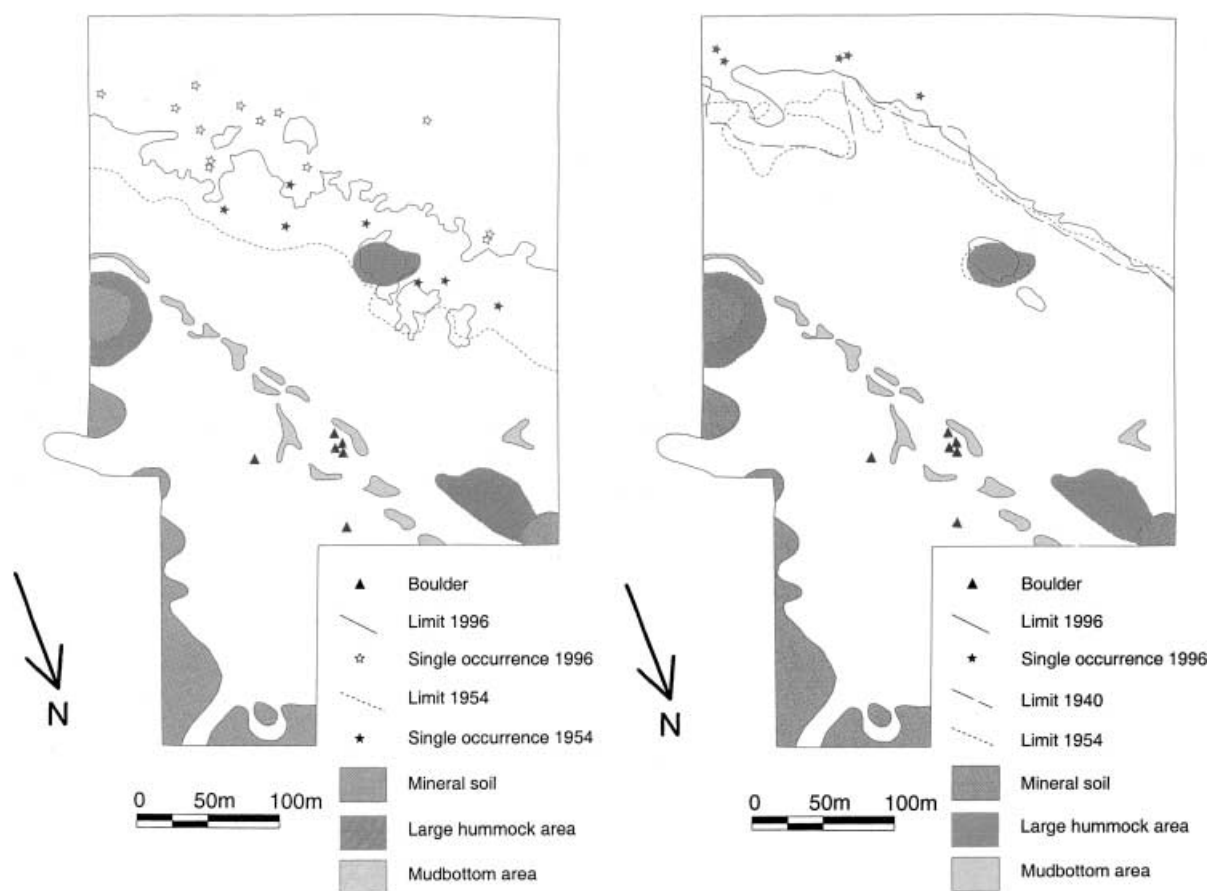 N
Boulder
Limit 1996
Single occurrence 1996
Limit 1954
Single occurrence 1954
Mineral soil
Large hummock area
Mudbottom area
0 50m 100m
N
Boulder
Limit 1996
Single occurrence 1996
Limit 1940
Limit 1954
Mineral soil
Large hummock area
Mudbottom area
0 50m 100m